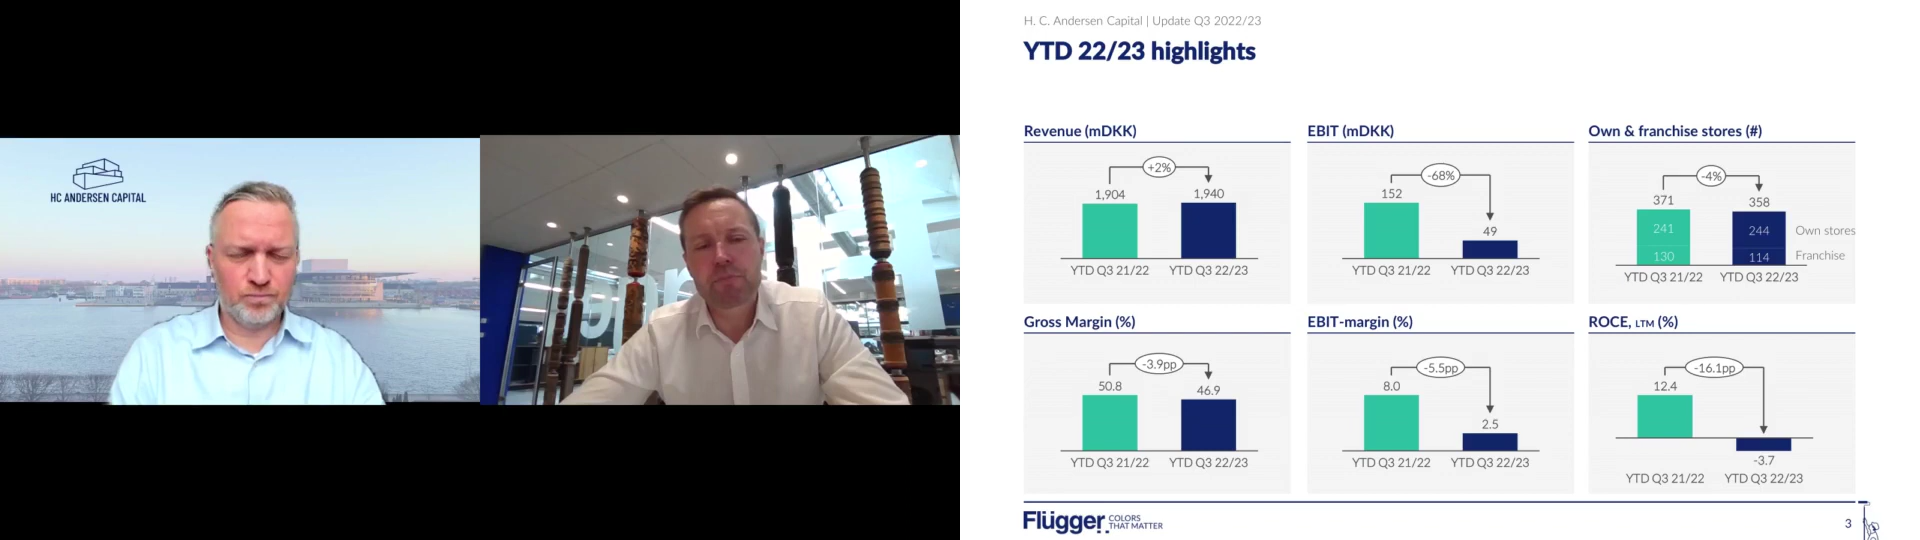 HC ANDERSEN CAPITAL
H. C. Andersen Capital | Update Q3 2022/23
YTD 22/23 highlights
Revenue (mDKK)
+2%
1,904
1,940
YTD Q3 21/22
YTD Q3 22/23
EBIT (mDKK)
-68%
152
49
YTD Q3 21/22
YTD Q3 22/23
Own & franchise stores (#)
-4%
371
358
241
244
Own stores
130
114
Franchise
YTD Q3 21/22
YTD Q3 22/23
Gross Margin (%)
-3.9pp
50.8
46.9
YTD Q3 21/22
YTD Q3 22/23
EBIT-margin (%)
-5.5pp
8.0
2.5
YTD Q3 21/22
YTD Q3 22/23
ROCE, LTM (%)
-16.1pp
12.4
-3.7
YTD Q3 21/22
YTD Q3 22/23
Flügger
COLORS
THAT MATTER
3